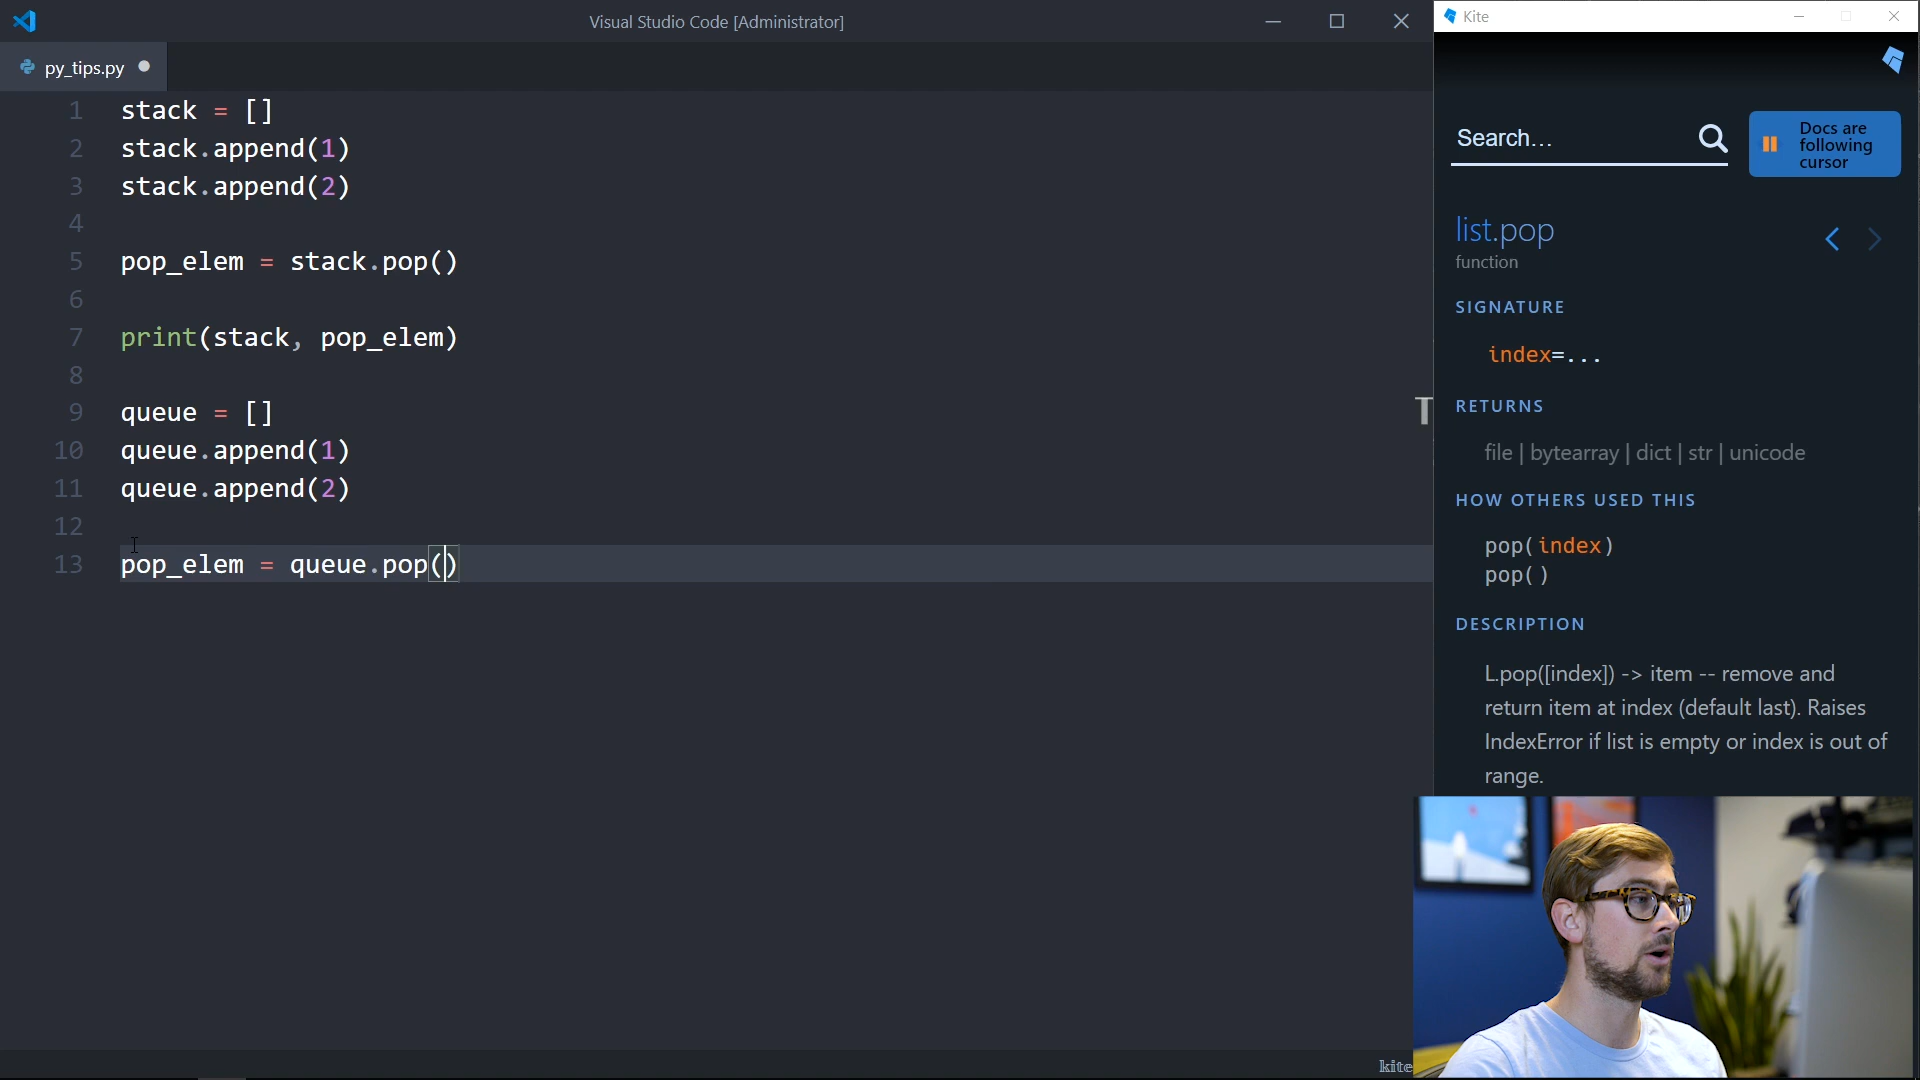 Visual Studio Code [Administrator]
py_tips.py
1 stack = []
2 stack.append(1)
3 stack.append(2)
4
5 pop_elem = stack.pop()
6
7 print(stack, pop_elem)
8
9 queue = []
10 queue.append(1)
11 queue.append(2)
12
13 pop_elem = queue.pop()
kite
Kite
Search...
Docs are
following
cursor
list.pop
function
SIGNATURE
index=...
RETURNS
file | bytearray | dict | str | unicode
HOW OTHERS USED THIS
pop(index)
pop()
DESCRIPTION
L.pop([index]) -> item -- remove and
return item at index (default last). Raises
IndexError if list is empty or index is out of
range.